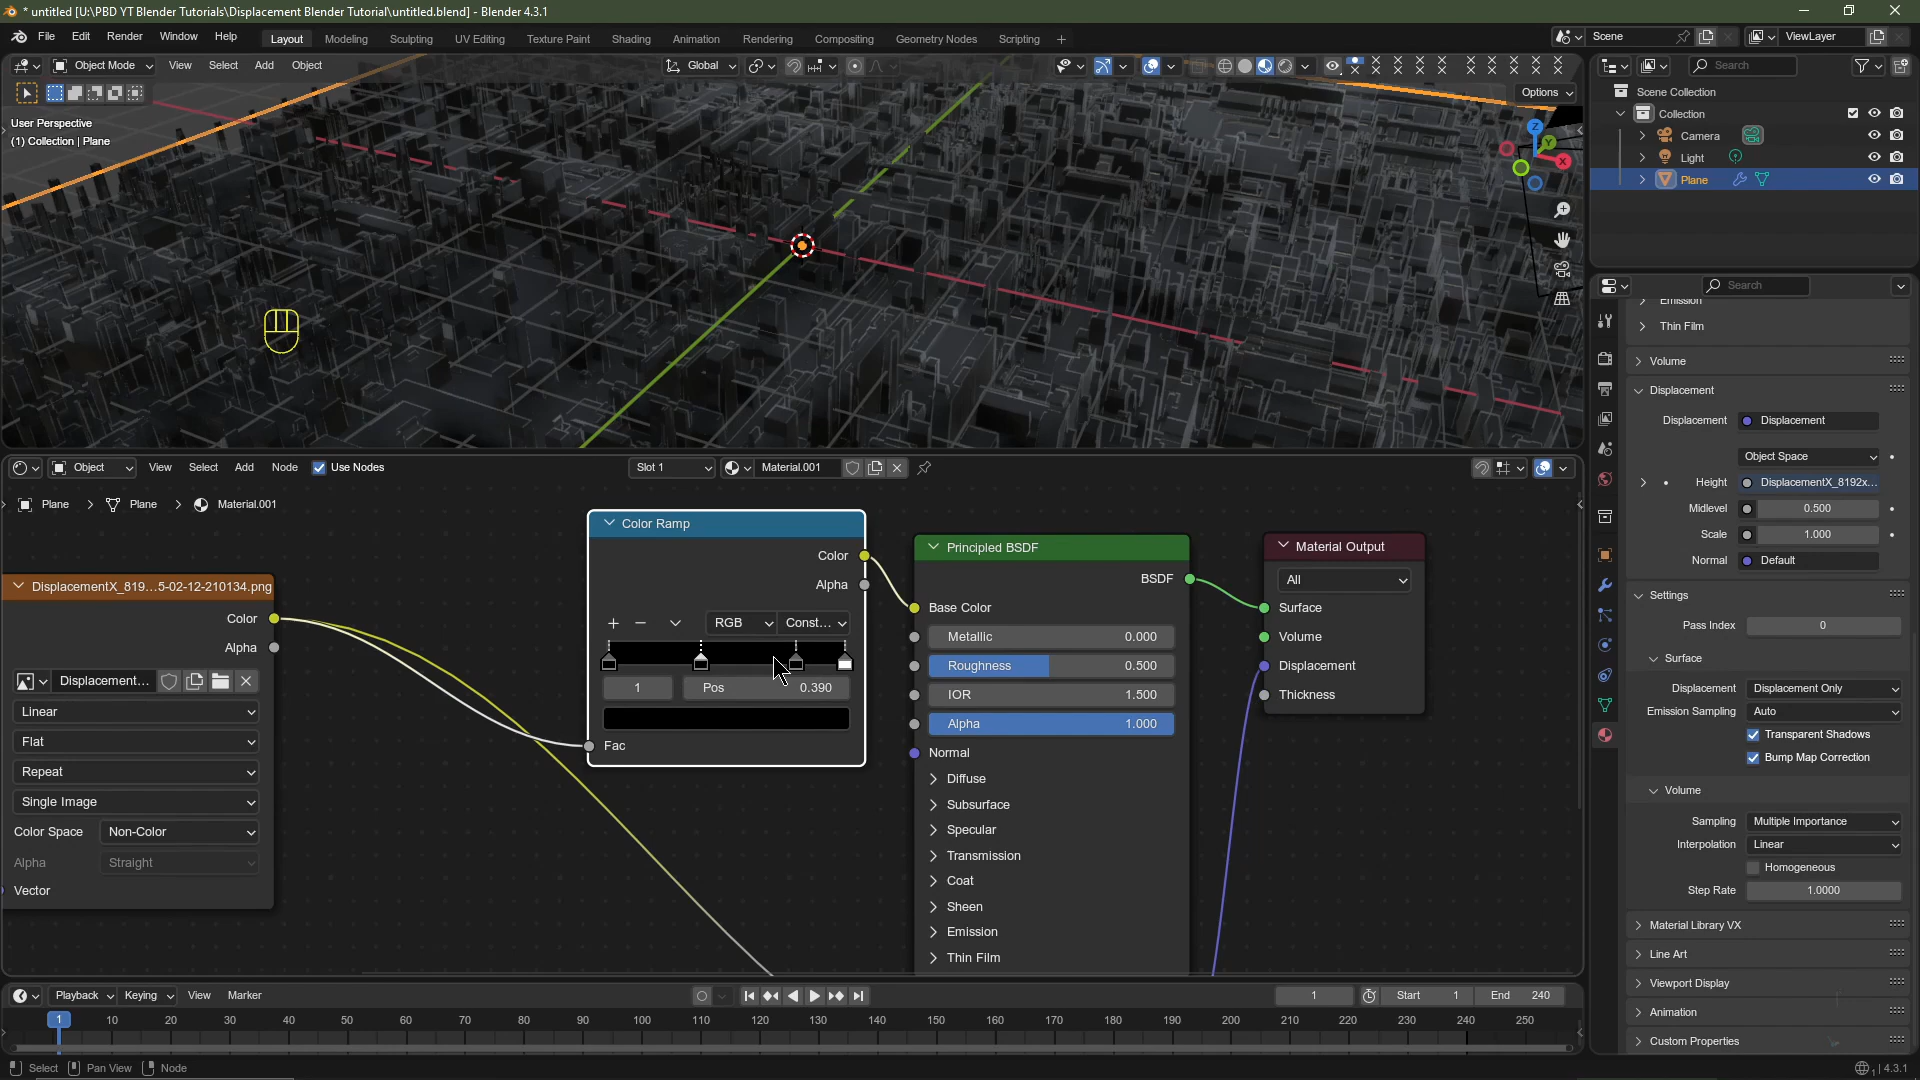 * untitled [U:\PBD YT Blender Tutorials\Displacement Blender Tutorial\untitled.blend] - Blender 4.3.1
File Edit Render Window Help Layout Modeling Sculpting UV Editing Texture Paint Shading Animation Rendering Compositing Geometry Nodes Scripting + Scene ViewLayer
Object Mode View Select Add Object Global Search
Options
User Perspective
(1) Collection | Plane
Z
Y
X
Scene Collection
Collection
Camera
Light
Plane
Search
Emission
Thin Film
Volume
Displacement
Displacement Displacement
Object Space
Height DisplacementX_8192x...
Midlevel 0.500
Scale 1.000
Normal Default
Settings
Pass Index 0
Surface
Displacement Displacement Only
Emission Sampling Auto
Transparent Shadows
Bump Map Correction
Volume
Sampling Multiple Importance
Interpolation Linear
Homogeneous
Step Rate 1.0000
Material Library VX
Line Art
Viewport Display
Animation
Custom Properties
Object View Select Add Node Use Nodes Slot 1 Material.001
Plane Plane Material.001
DisplacementX_819...5-02-12-210134.png
Color
Alpha
Displacement...
Linear
Flat
Repeat
Single Image
Color Space Non-Color
Alpha Straight
Vector
Color Ramp
Color
Alpha
+ − RGB Const...
1 Pos 0.390
Fac
Principled BSDF
BSDF
Base Color
Metallic 0.000
Roughness 0.500
IOR 1.500
Alpha 1.000
Normal
Diffuse
Subsurface
Specular
Transmission
Coat
Sheen
Emission
Thin Film
Material Output
All
Surface
Volume
Displacement
Thickness
Playback Keying View Marker 1 Start 1 End 240
1 10 20 30 40 50 60 70 80 90 100 110 120 130 140 150 160 170 180 190 200 210 220 230 240 250
Select Pan View Node 4.3.1